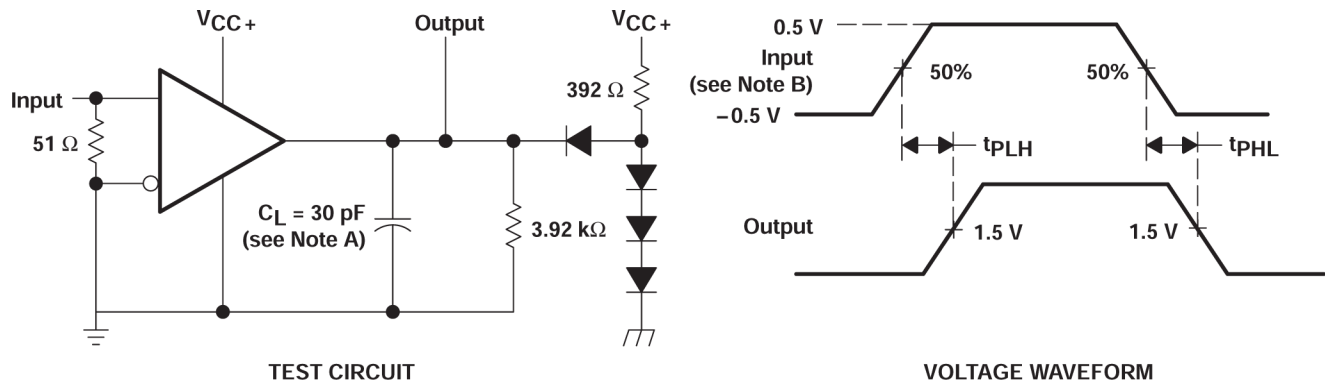 VCC+
Output
VCC+
Input
51 Ω
392 Ω
CL = 30 pF
(see Note A)
3.92 kΩ
TEST CIRCUIT
0.5 V
Input
(see Note B)
−0.5 V
50%
50%
tPLH
tPHL
Output
1.5 V
1.5 V
VOLTAGE WAVEFORM